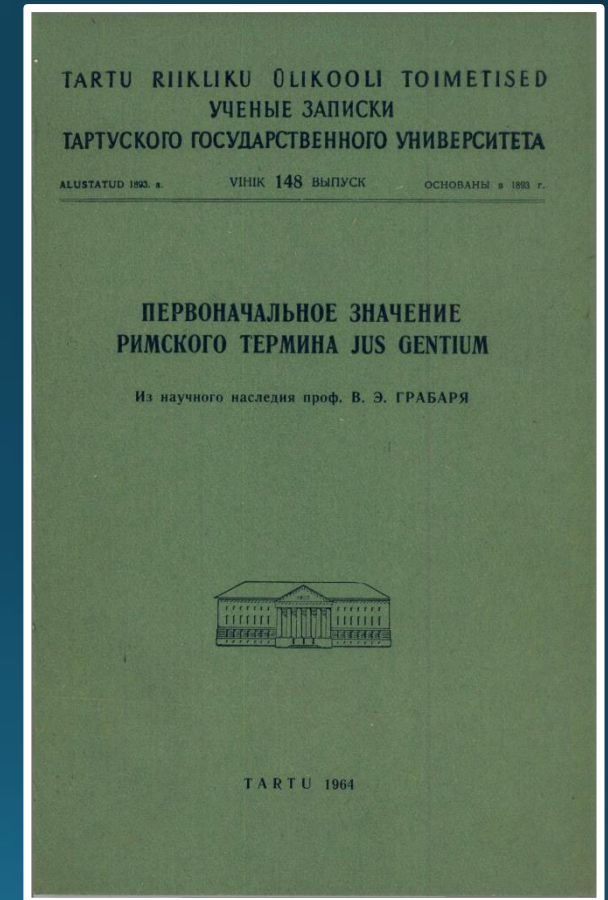 TARTU RIIKLIKU ÜLIKOOLI TOIMETISED
УЧЕНЫЕ ЗАПИСКИ
ТАРТУСКОГО ГОСУДАРСТВЕННОГО УНИВЕРСИТЕТА
ALUSTATUD 1893. a. VIHIK 148 ВЫПУСК ОСНОВАНЫ в 1893 г.
ПЕРВОНАЧАЛЬНОЕ ЗНАЧЕНИЕ
РИМСКОГО ТЕРМИНА JUS GENTIUM
Из научного наследия проф. В. Э. ГРАБАРЯ
TARTU 1964